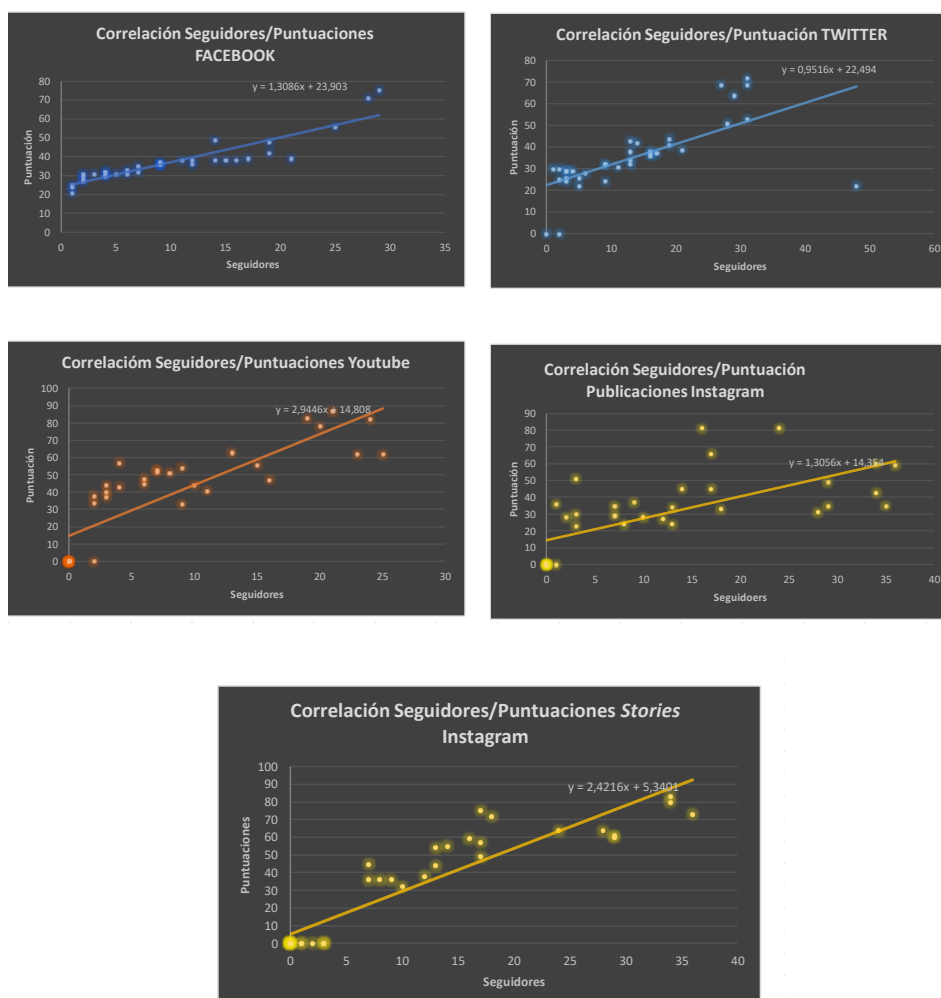 Correlación Seguidores/Puntuaciones
FACEBOOK
y = 1,3086x + 23,903
80
70
60
50
40
30
20
10
0
Puntuación
0 5 10 15 20 25 30 35
Seguidores
Correlación Seguidores/Puntuación TWITTER
y = 0,9516x + 22,494
80
70
60
50
40
30
20
10
0
Puntuación
0 10 20 30 40 50 60
Seguidores
Correlacióm Seguidores/Puntuaciones Youtube
y = 2,9446x + 14,808
100
90
80
70
60
50
40
30
20
10
0
Puntuación
0 5 10 15 20 25 30
Seguidores
Correlación Seguidores/Puntuación
Publicaciones Instagram
y = 1,3056x + 14,354
90
80
70
60
50
40
30
20
10
0
Puntuación
0 5 10 15 20 25 30 35 40
Seguidoers
Correlación Seguidores/Puntuaciones Stories
Instagram
y = 2,4216x + 5,3401
100
90
80
70
60
50
40
30
20
10
0
Puntuaciones
0 5 10 15 20 25 30 35 40
Seguidores